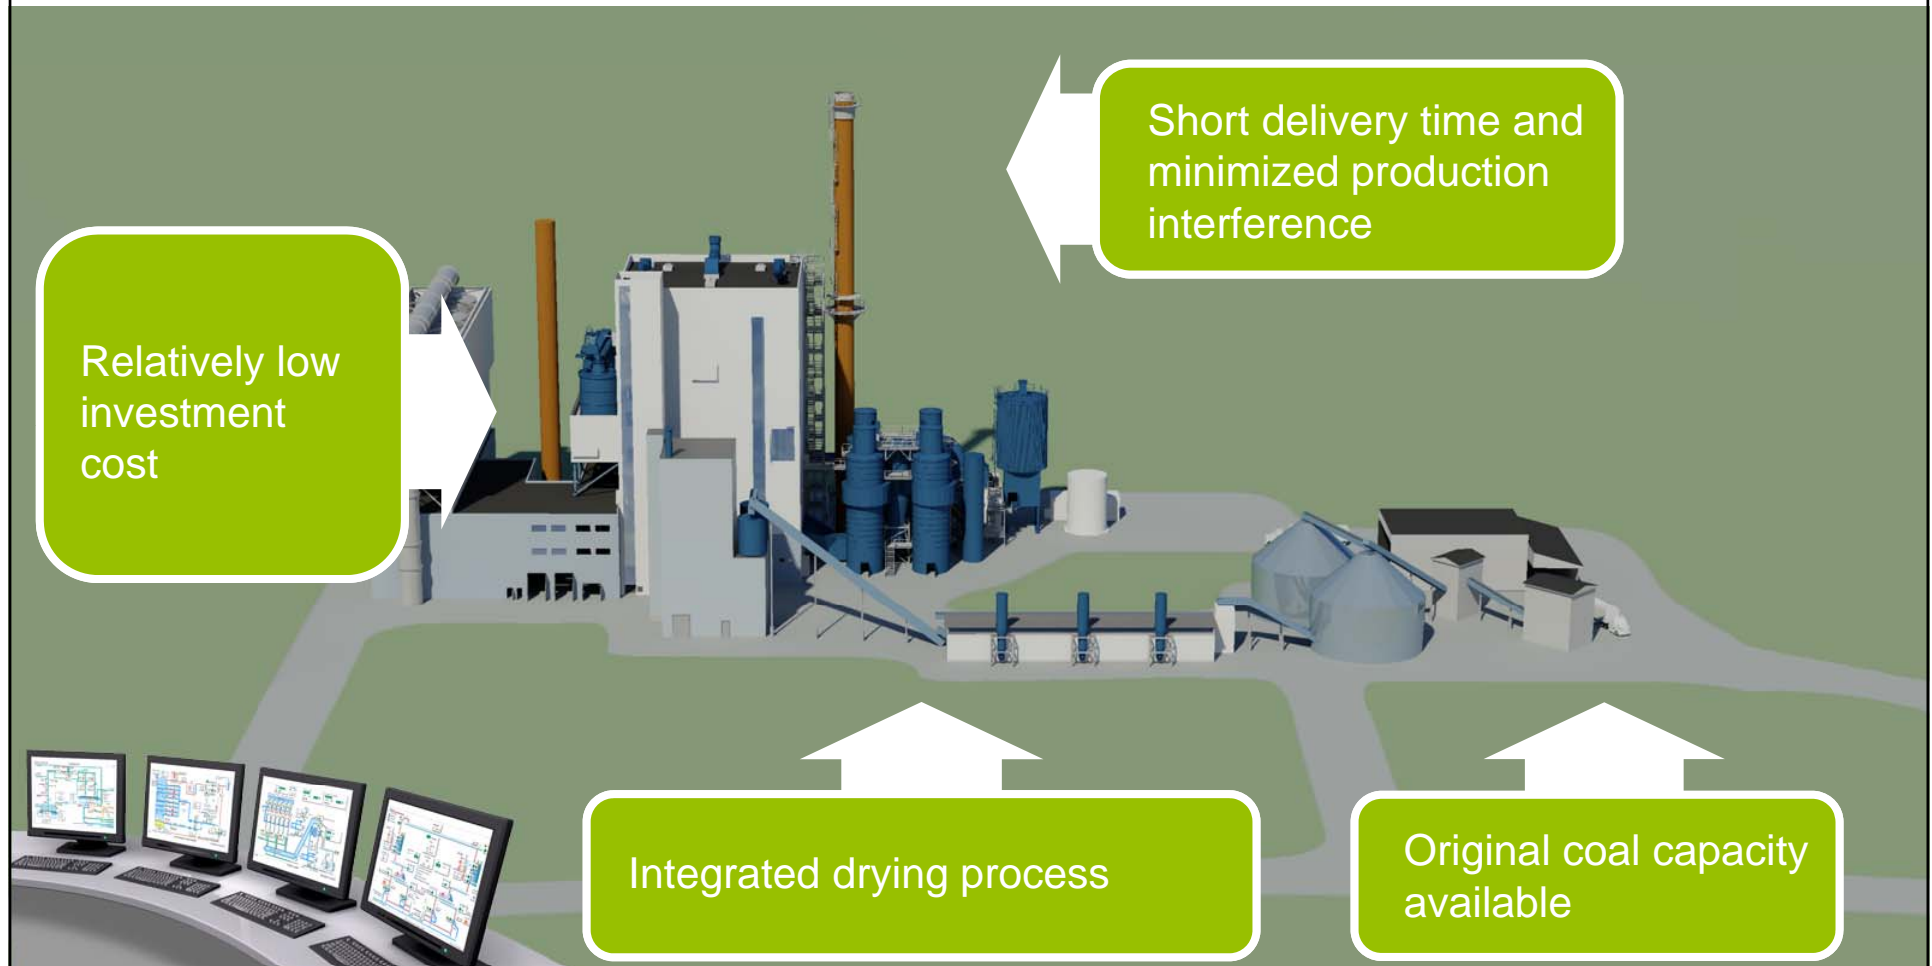 Short delivery time and
minimized production
interference
Relatively low
investment
cost
Integrated drying process
Original coal capacity
available